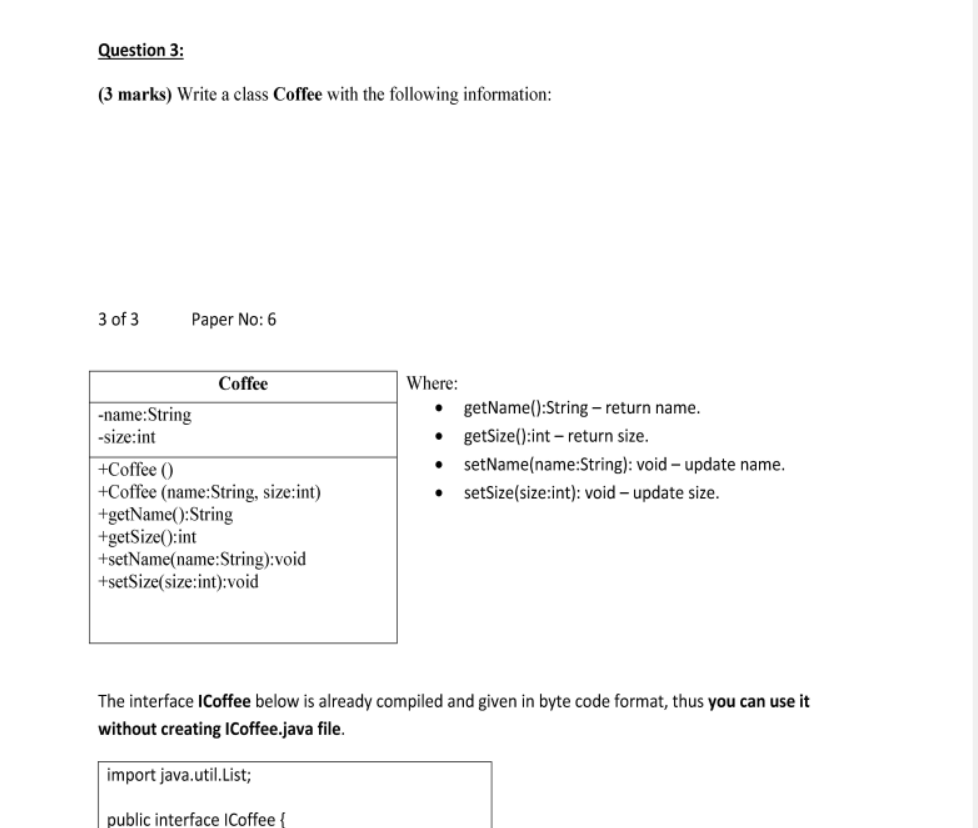 Question 3:
(3 marks) Write a class Coffee with the following information:
3 of 3 Paper No: 6
Coffee
-name:String
-size:int
+Coffee ()
+Coffee (name:String, size:int)
+getName():String
+getSize():int
+setName(name:String):void
+setSize(size:int):void
Where:
• getName():String – return name.
• getSize():int – return size.
• setName(name:String): void – update name.
• setSize(size:int): void – update size.
The interface ICoffee below is already compiled and given in byte code format, thus you can use it
without creating ICoffee.java file.
import java.util.List;
public interface ICoffee {